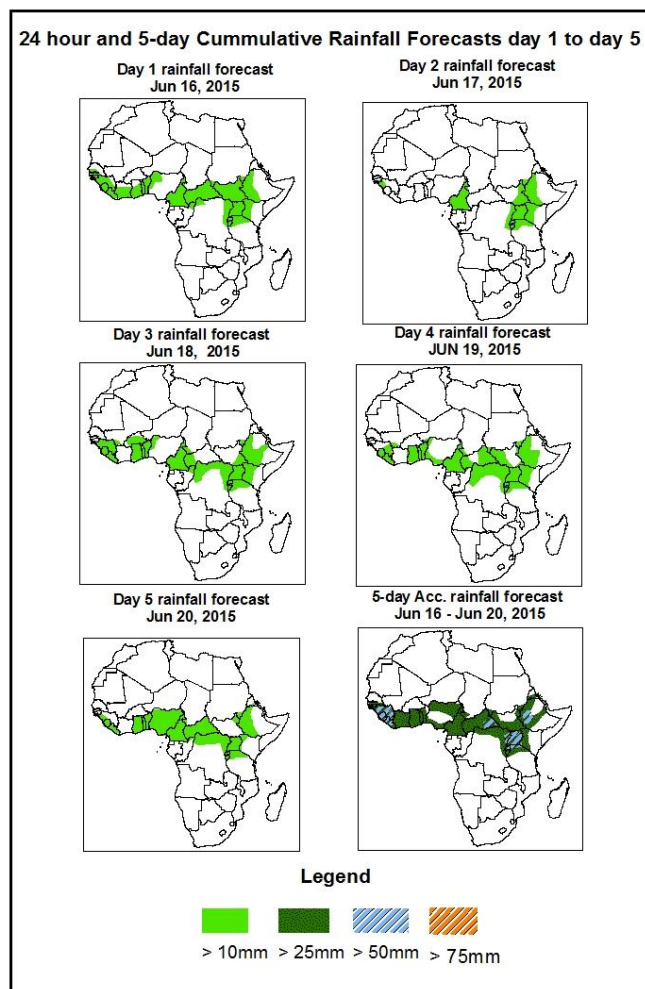 24 hour and 5-day Cummulative Rainfall Forecasts day 1 to day 5
Day 1 rainfall forecast
Jun 16, 2015
Day 2 rainfall forecast
Jun 17, 2015
Day 3 rainfall forecast
Jun 18, 2015
Day 4 rainfall forecast
JUN 19, 2015
Day 5 rainfall forecast
Jun 20, 2015
5-day Acc. rainfall forecast
Jun 16 - Jun 20, 2015
Legend
> 10mm > 25mm > 50mm > 75mm